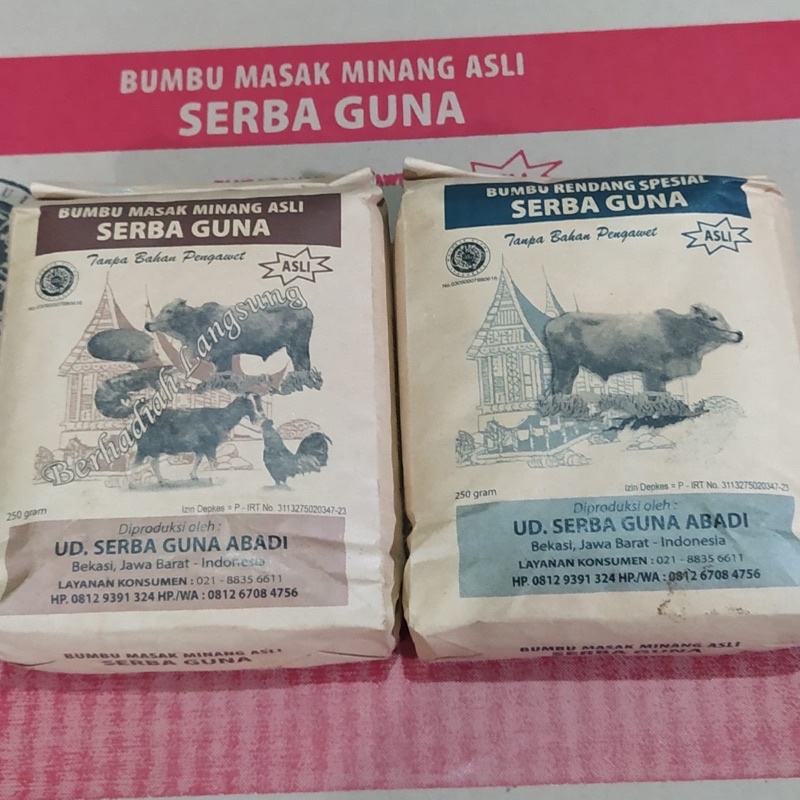 BUMBU MASAK MINANG ASLI
SERBA GUNA
BUMBU MASAK MINANG ASLI
SERBA GUNA
Tanpa Bahan Pengawet
ASLI
Berhadiah Langsung
250 gram
Izin Depkes = P - IRT No. 3113275020347-23
Diproduksi oleh :
UD. SERBA GUNA ABADI
Bekasi, Jawa Barat - Indonesia
LAYANAN KONSUMEN : 021 - 8835 6611
HP. 0812 9391 324 HP./WA : 0812 6708 4756
BUMBU MASAK MINANG ASLI
SERBA GUNA
BUMBU RENDANG SPESIAL
SERBA GUNA
Tanpa Bahan Pengawet
ASLI
250 gram
Izin Depkes = P - IRT No. 3113275020347-23
Diproduksi oleh :
UD. SERBA GUNA ABADI
Bekasi, Jawa Barat - Indonesia
LAYANAN KONSUMEN : 021 - 8835 6611
HP. 0812 9391 324 HP./WA : 0812 6708 4756
BUMBU MASAK MINANG ASLI
SERBA GUNA